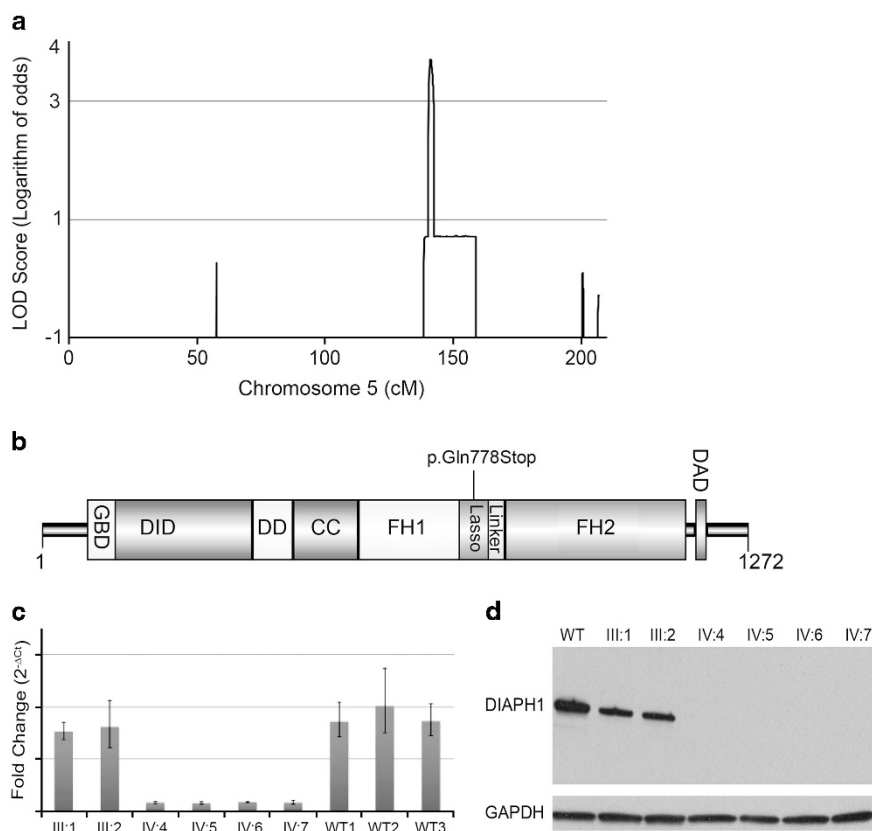 a
4
3
1
-1
LOD Score (Logarithm of odds)
0 50 100 150 200
Chromosome 5 (cM)
b
p.Gln778Stop
GBD DID DD CC FH1 Lasso Linker FH2 DAD
1 1272
c
Fold Change (2^-ΔCt)
III:1 III:2 IV:4 IV:5 IV:6 IV:7 WT1 WT2 WT3
d
WT III:1 III:2 IV:4 IV:5 IV:6 IV:7
DIAPH1
GAPDH